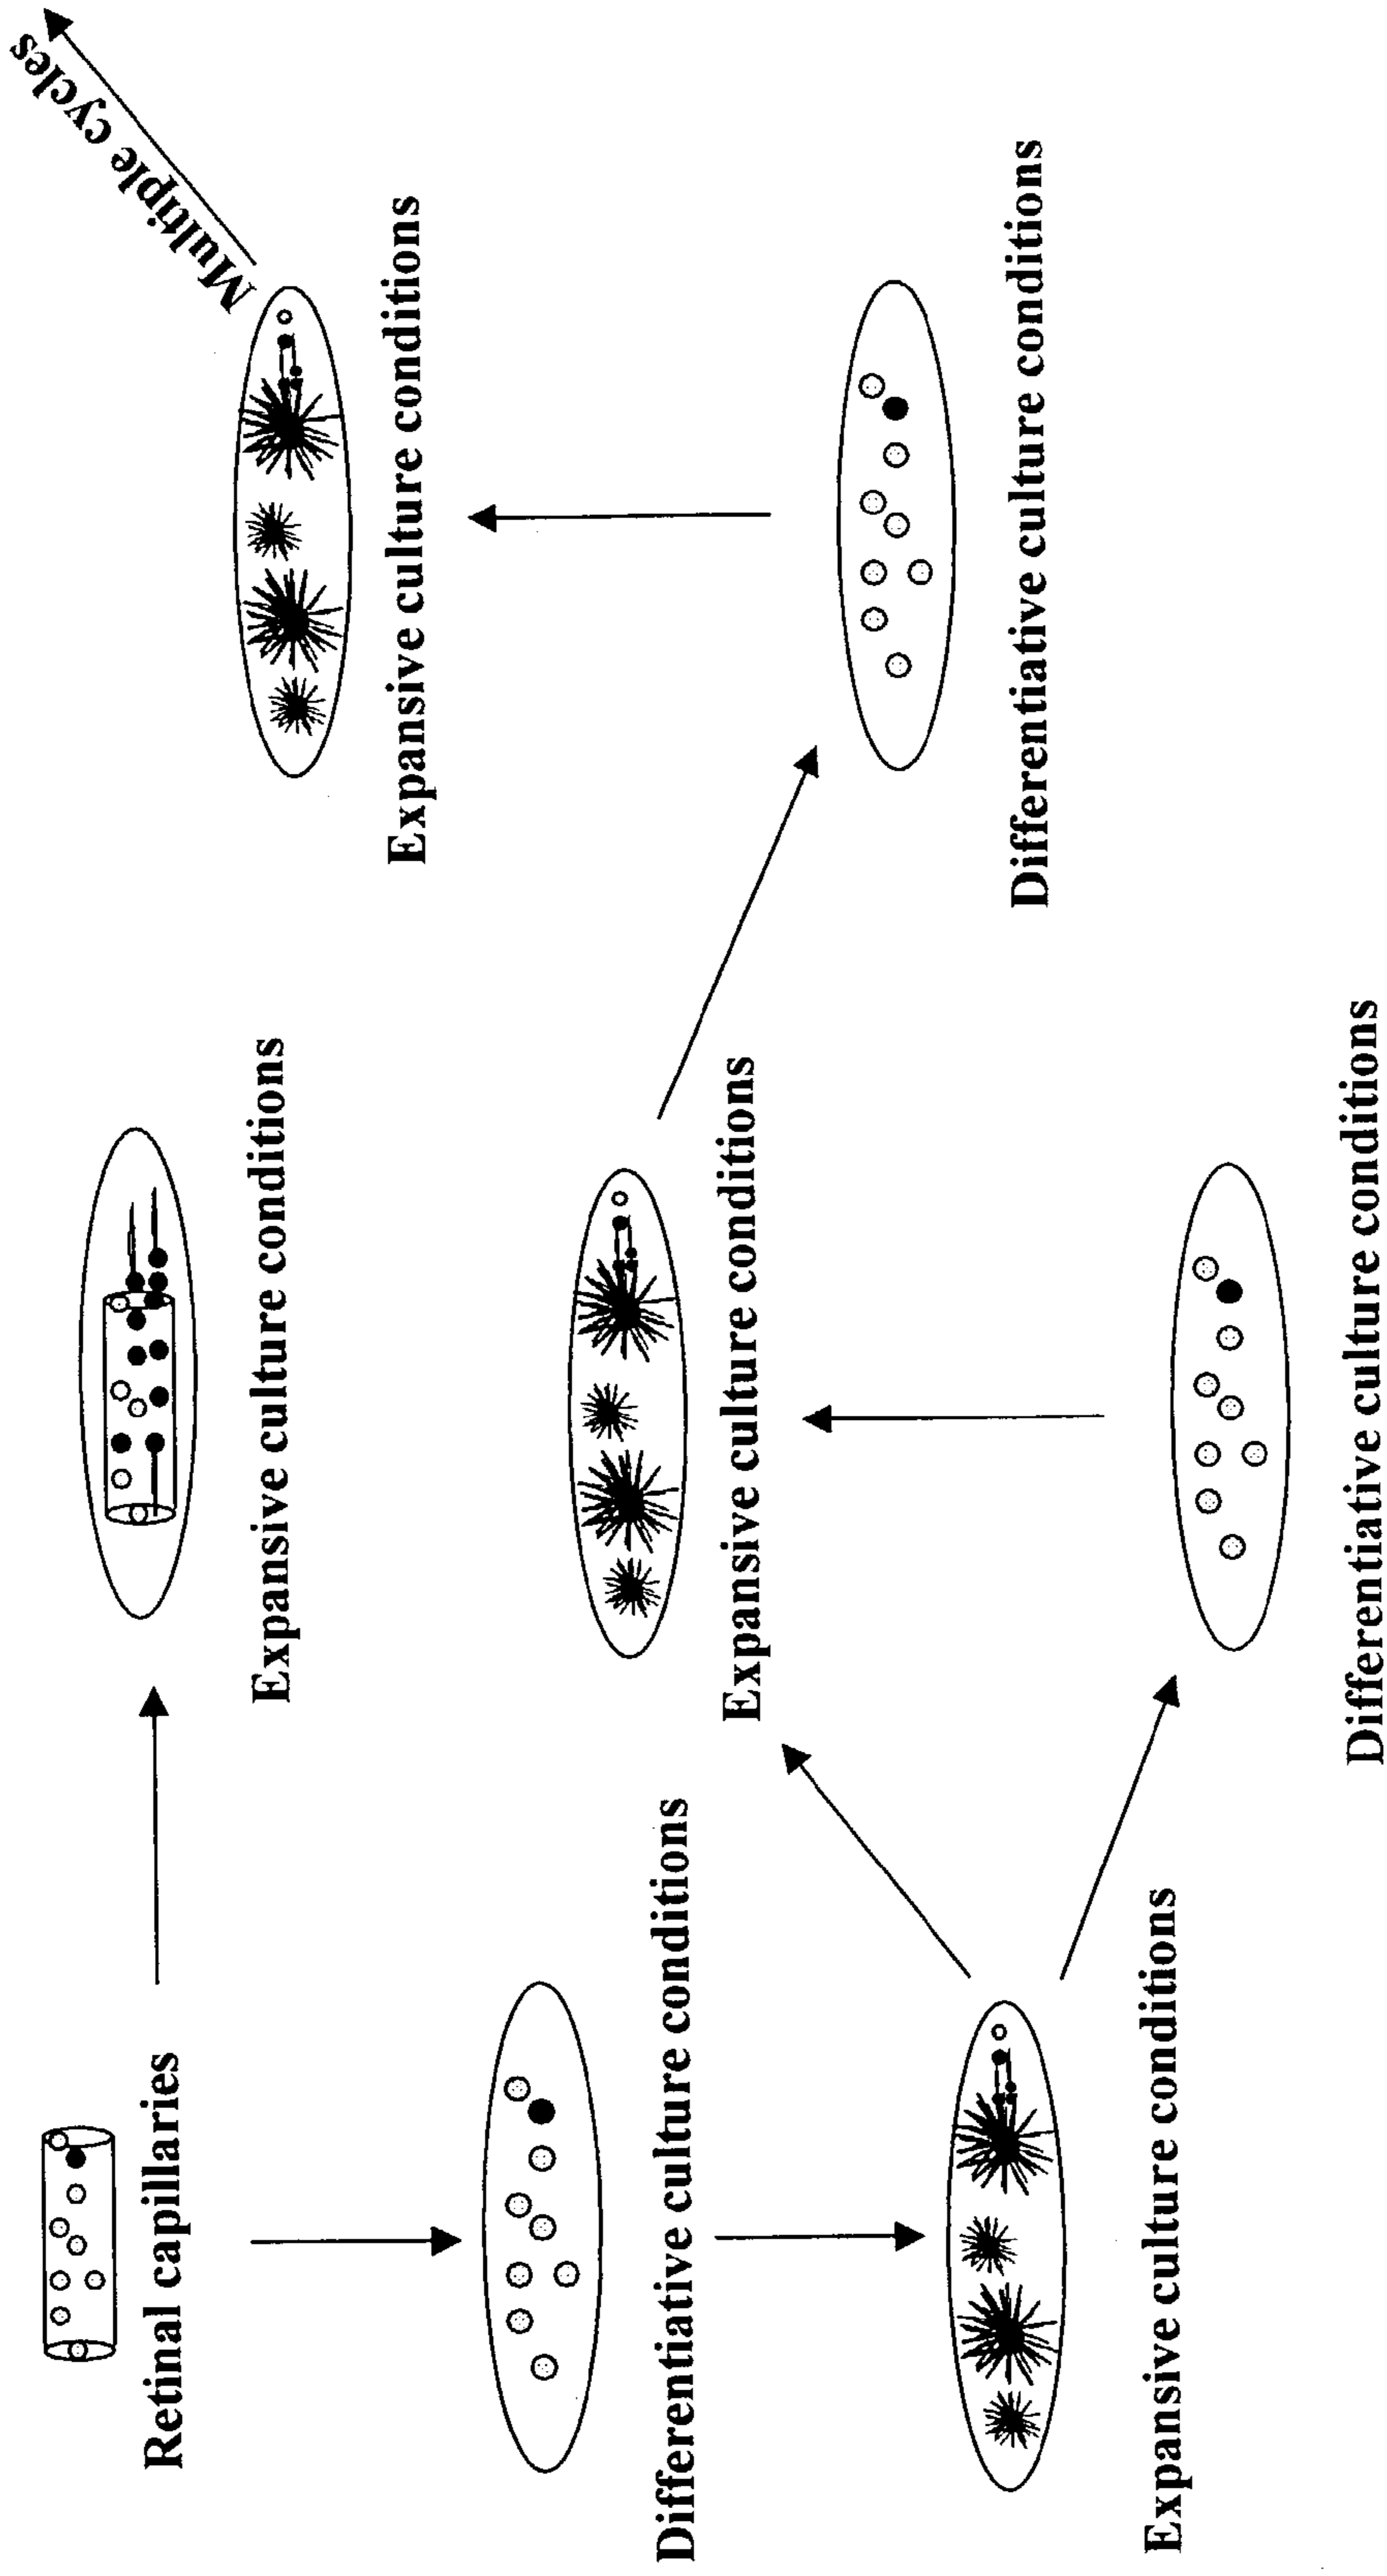 Multiple cycles
Retinal capillaries
Expansive culture conditions
Expansive culture conditions
Differentiative culture conditions
Expansive culture conditions
Differentiative culture conditions
Expansive culture conditions
Differentiative culture conditions